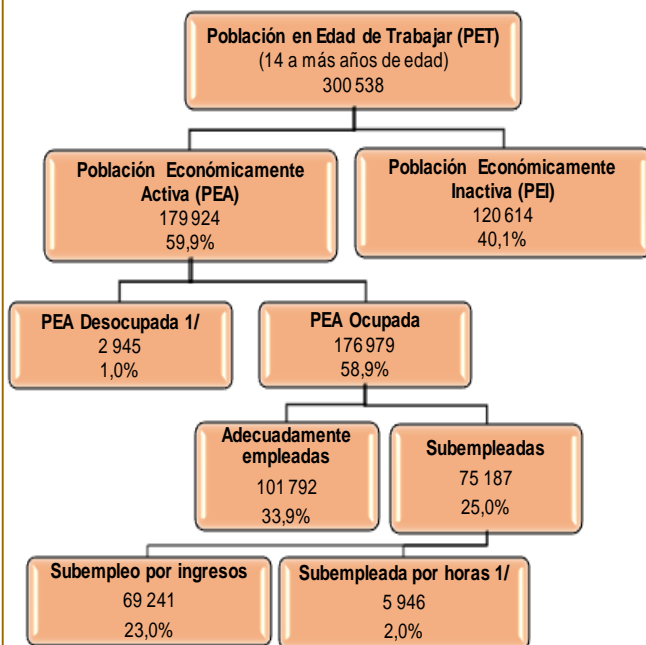 Población en Edad de Trabajar (PET)
(14 a más años de edad)
300 538
Población Económicamente
Activa (PEA)
179 924
59,9%
Población Económicamente
Inactiva (PEI)
120 614
40,1%
PEA Desocupada 1/
2 945
1,0%
PEA Ocupada
176 979
58,9%
Adecuadamente
empleadas
101 792
33,9%
Subempleadas
75 187
25,0%
Subempleo por ingresos
69 241
23,0%
Subempleada por horas 1/
5 946
2,0%